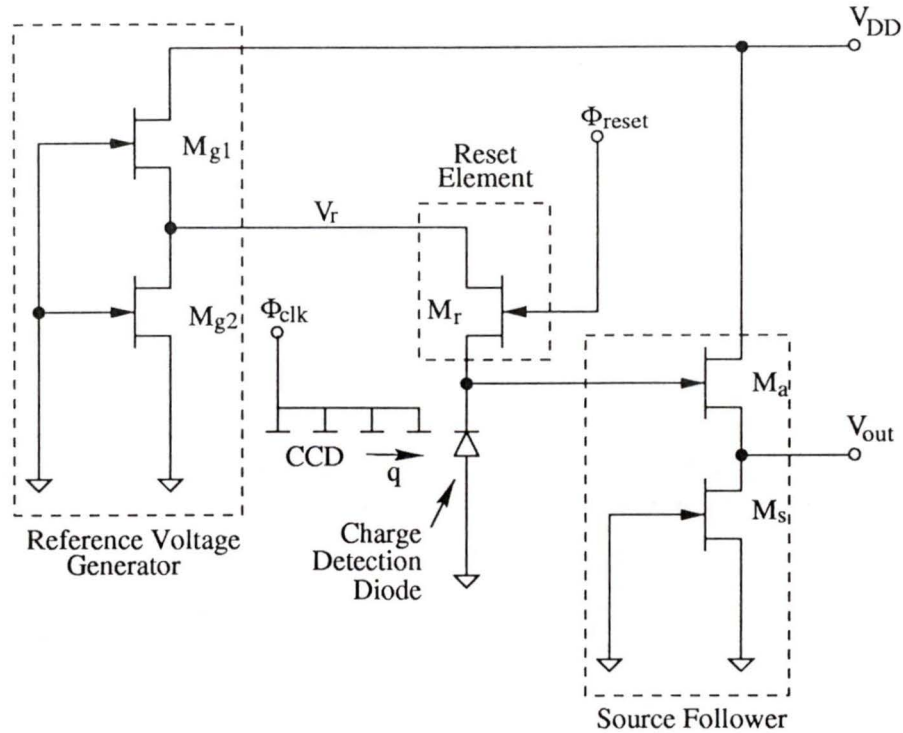 V_DD
Φ_reset
M_g1
Reset
Element
V_r
M_g2
Φ_clk
M_r
M_a
V_out
CCD
q
M_s
Charge
Detection
Diode
Reference Voltage
Generator
Source Follower